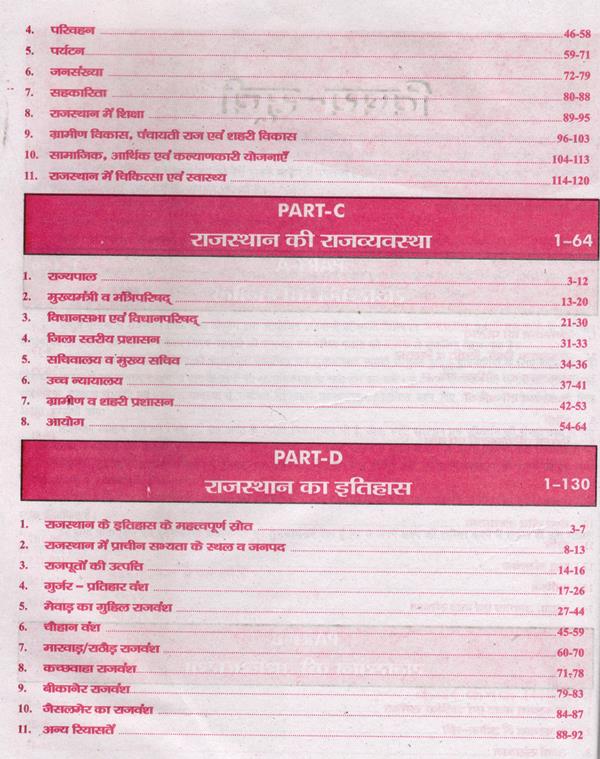 4. परिवहन 46-58
5. पर्यटन 59-71
6. जनसंख्या 72-79
7. सहकारिता 80-88
8. राजस्थान में शिक्षा 89-95
9. ग्रामीण विकास, पंचायती राज एवं शहरी विकास 96-103
10. सामाजिक, आर्थिक एवं कल्याणकारी योजनाएँ 104-113
11. राजस्थान में चिकित्सा एवं स्वास्थ्य 114-120
PART-C
राजस्थान की राजव्यवस्था 1-64
1. राज्यपाल 3-12
2. मुख्यमंत्री व मंत्रिपरिषद् 13-20
3. विधानसभा एवं विधानपरिषद् 21-30
4. जिला स्तरीय प्रशासन 31-33
5. सचिवालय व मुख्य सचिव 34-36
6. उच्च न्यायालय 37-41
7. ग्रामीण व शहरी प्रशासन 42-53
8. आयोग 54-64
PART-D
राजस्थान का इतिहास 1-130
1. राजस्थान के इतिहास के महत्त्वपूर्ण स्रोत 3-7
2. राजस्थान में प्राचीन सभ्यता के स्थल व जनपद 8-13
3. राजपूतों की उत्पत्ति 14-16
4. गुर्जर – प्रतिहार वंश 17-26
5. मेवाड़ का गुहिल राजवंश 27-44
6. चौहान वंश 45-59
7. मारवाड़/राठौड़ राजवंश 60-70
8. कच्छवाहा राजवंश 71-78
9. बीकानेर राजवंश 79-83
10. जैसलमेर का राजवंश 84-87
11. अन्य रियासतें 88-92